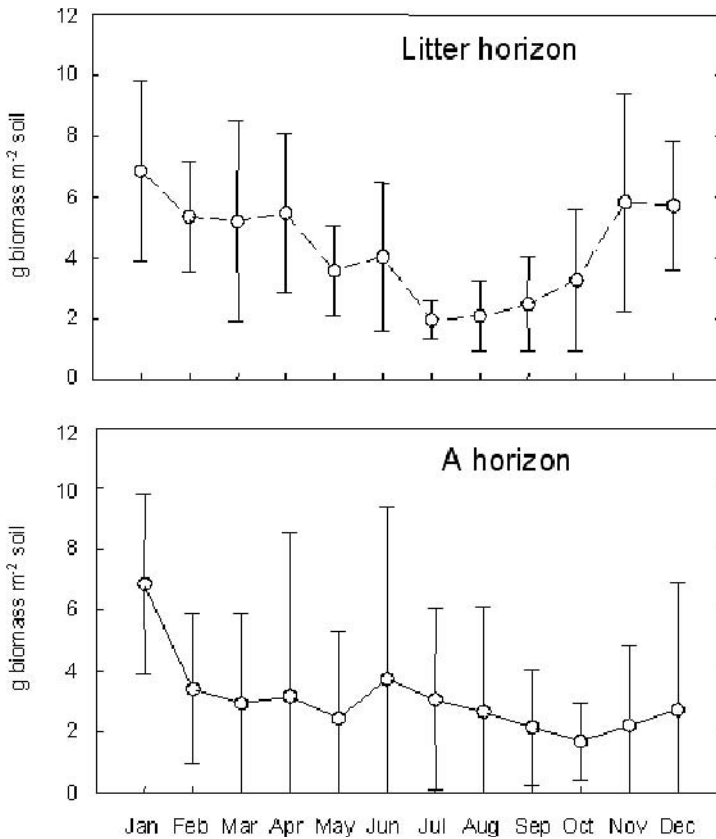 12
Litter horizon
10
8
6
4
2
0
g biomass m⁻² soil
12
A horizon
10
8
6
4
2
0
g biomass m⁻² soil
Jan Feb Mar Apr May Jun Jul Aug Sep Oct Nov Dec